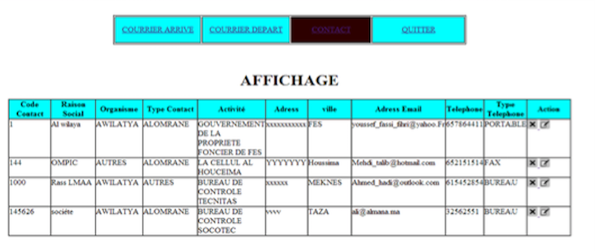 COURRIER ARRIVE COURRIER DEPART CONTACT QUITTER
AFFICHAGE
Code Contact Raison Social Organisme Type Contact Activité Adress ville Adress Email Telephone Type Telephone Action
1 Al wilaya AWILATYA ALOMRANE GOUVERNEMENT DE LA PROPRIETE FONCIER DE FES xxxxxxxxxxx FES youssef_fassi_fihri@yahoo.Fr 657864411 PORTABLE
144 OMPIC AUTRES ALOMRANE LA CELLUL AL HOUCEIMA YYYYYYY Houssima Mehdi_talib@hotmail.com 652151514 FAX
1000 Rass LMAA AWILATYA AUTRES BUREAU DE CONTROLE TECNITAS xxxxxx MEKNES Ahmed_hadi@outlook.com 615452854 BUREAU
145626 sociéte AWILATYA ALOMRANE BUREAU DE CONTROLE SOCOTEC vvvv TAZA ali@almana.ma 32562551 BUREAU